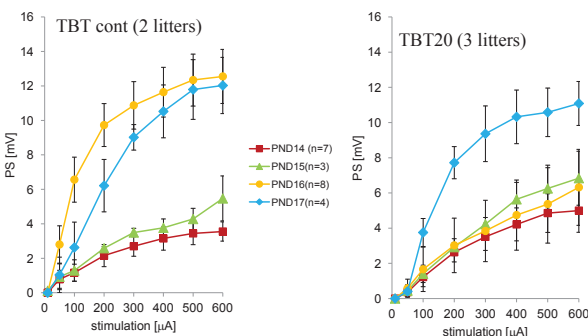 TBT cont (2 litters)
16
14
12
10
8
6
4
2
0
PS [mV]
0 100 200 300 400 500 600
stimulation [µA]
PND14 (n=7)
PND15(n=3)
PND16(n=8)
PND17(n=4)
TBT20 (3 litters)
16
14
12
10
8
6
4
2
0
PS [mV]
0 100 200 300 400 500 600
stimulation [µA]